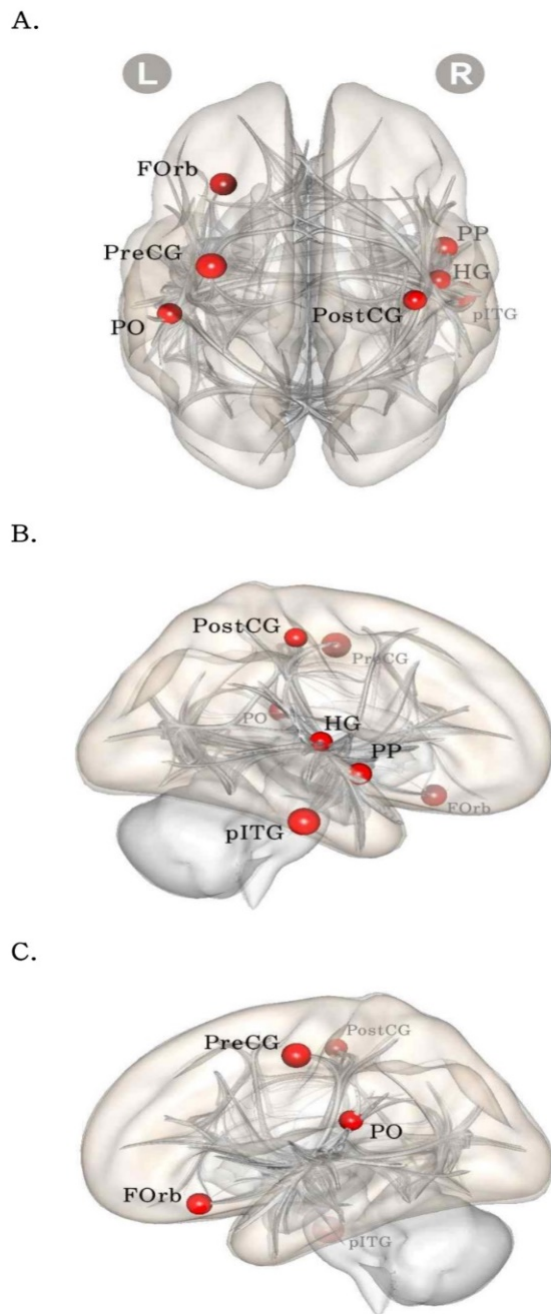 A.
L R
FOrb
PP
PreCG
HG
pITG
PostCG
PO
B.
PostCG
PreCG
PO
HG
PP
FOrb
pITG
C.
PostCG
PreCG
PO
FOrb
pITG